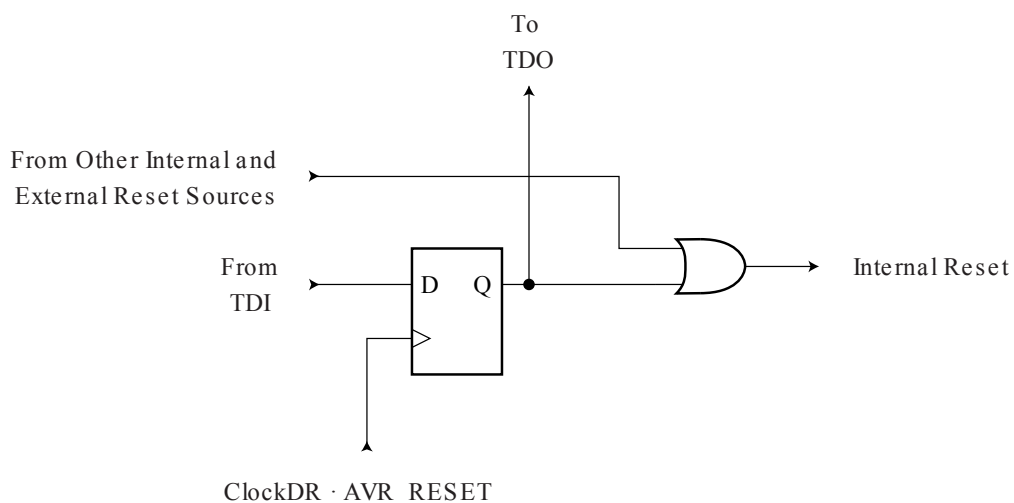 To
TDO
From Other Internal and
External Reset Sources
From
TDI
D Q
Internal Reset
ClockDR · AVR_RESET